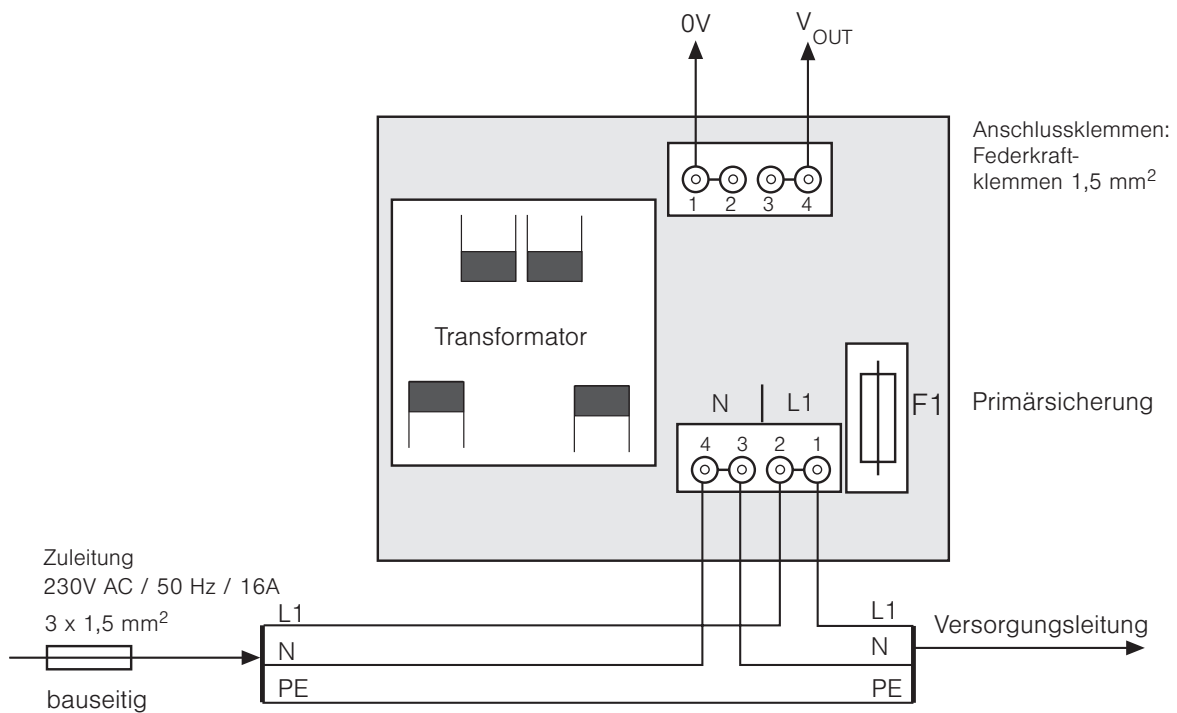 0V
V OUT
Anschlussklemmen:
Federkraft-
klemmen 1,5 mm²
1 2 3 4
Transformator
N | L1
F1
Primärsicherung
4 3 2 1
Zuleitung
230V AC / 50 Hz / 16A
3 x 1,5 mm²
L1
L1
Versorgungsleitung
N
N
PE
PE
bauseitig